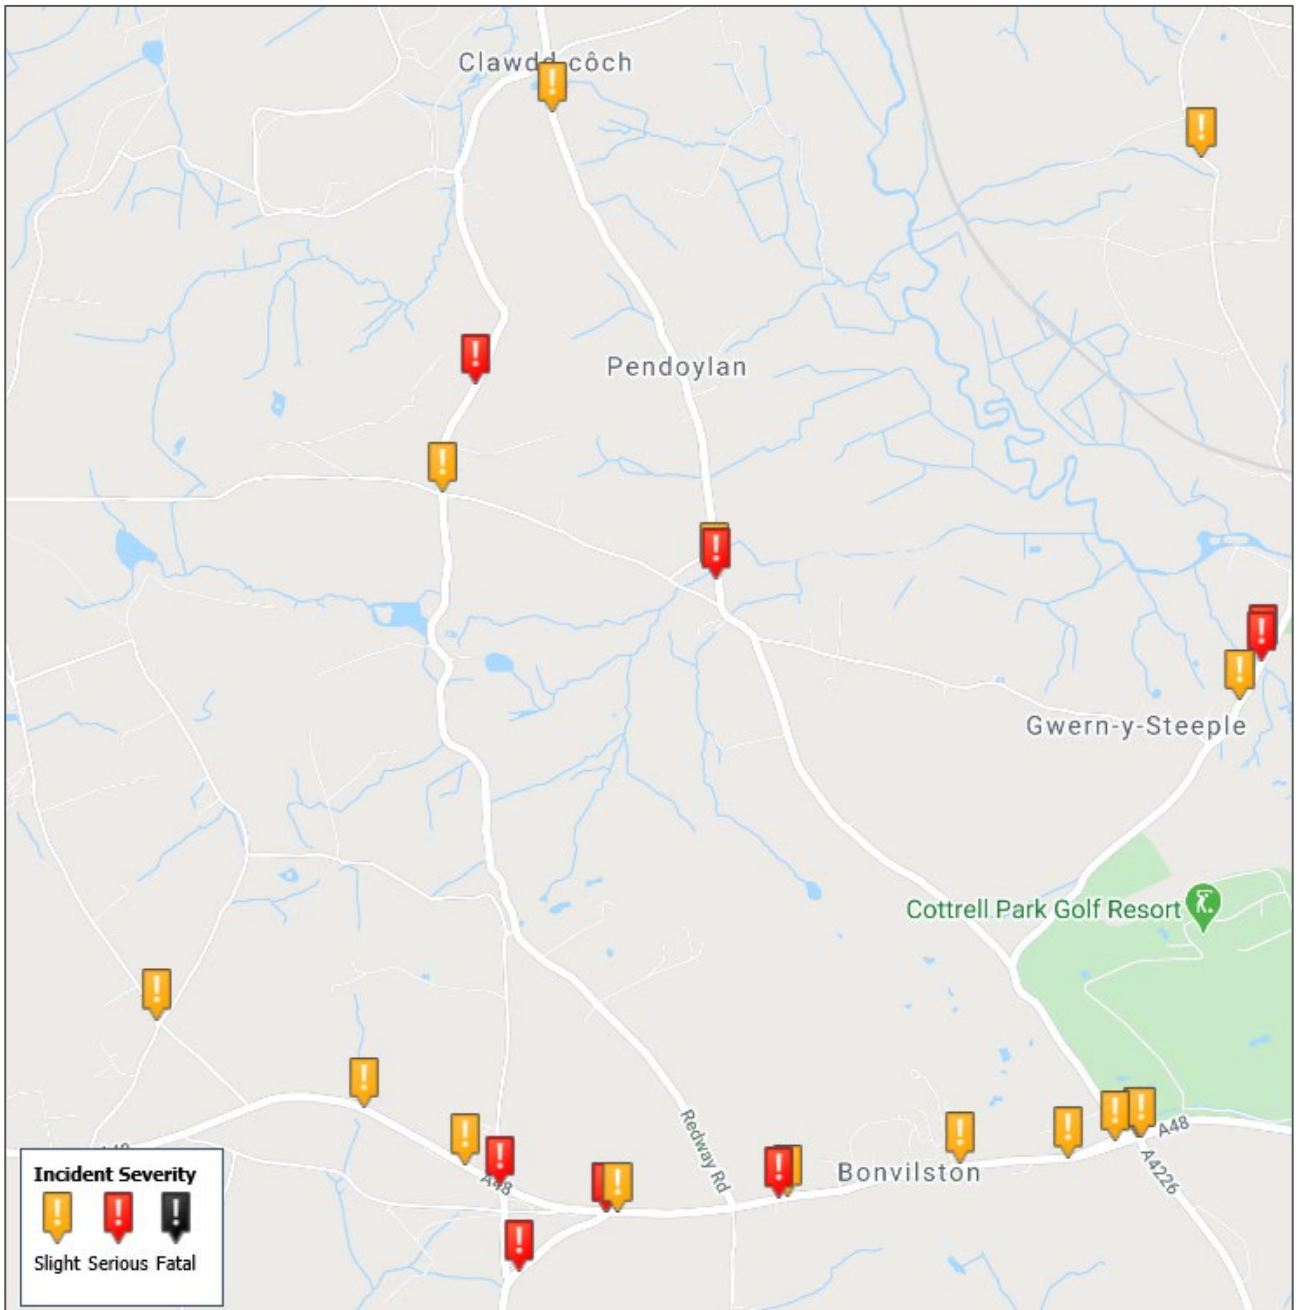 Clawdd-côch
Pendoylan
Gwern-y-Steeple
Cottrell Park Golf Resort
Redway Rd
A48
A48
A4226
Bonvilston
Incident Severity
Slight Serious Fatal